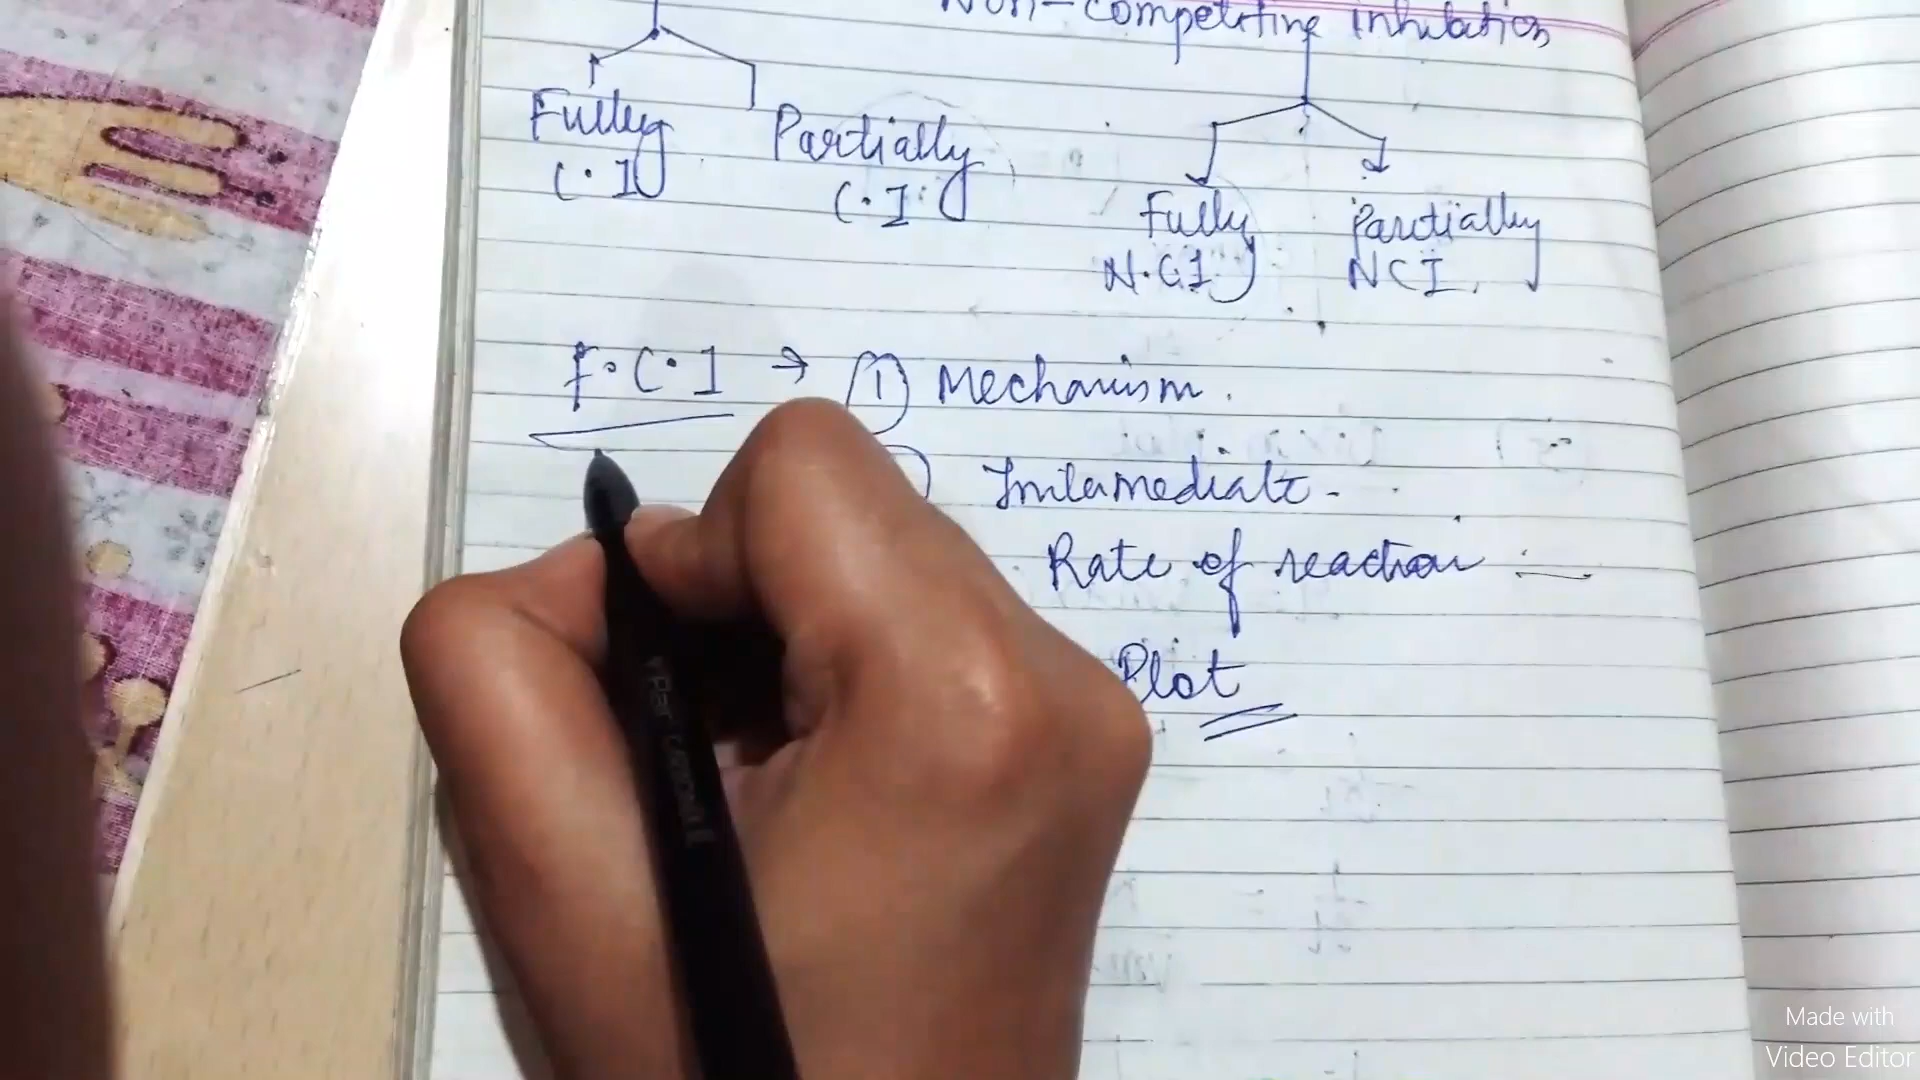 Non-Competitive inhibition
Fully Partially
C.I C.I
Fully Partially
N.C.I NCI.
F.C.I → 1 Mechanism.
Intermediate -
Rate of reaction
Plot
Made with
Video Editor